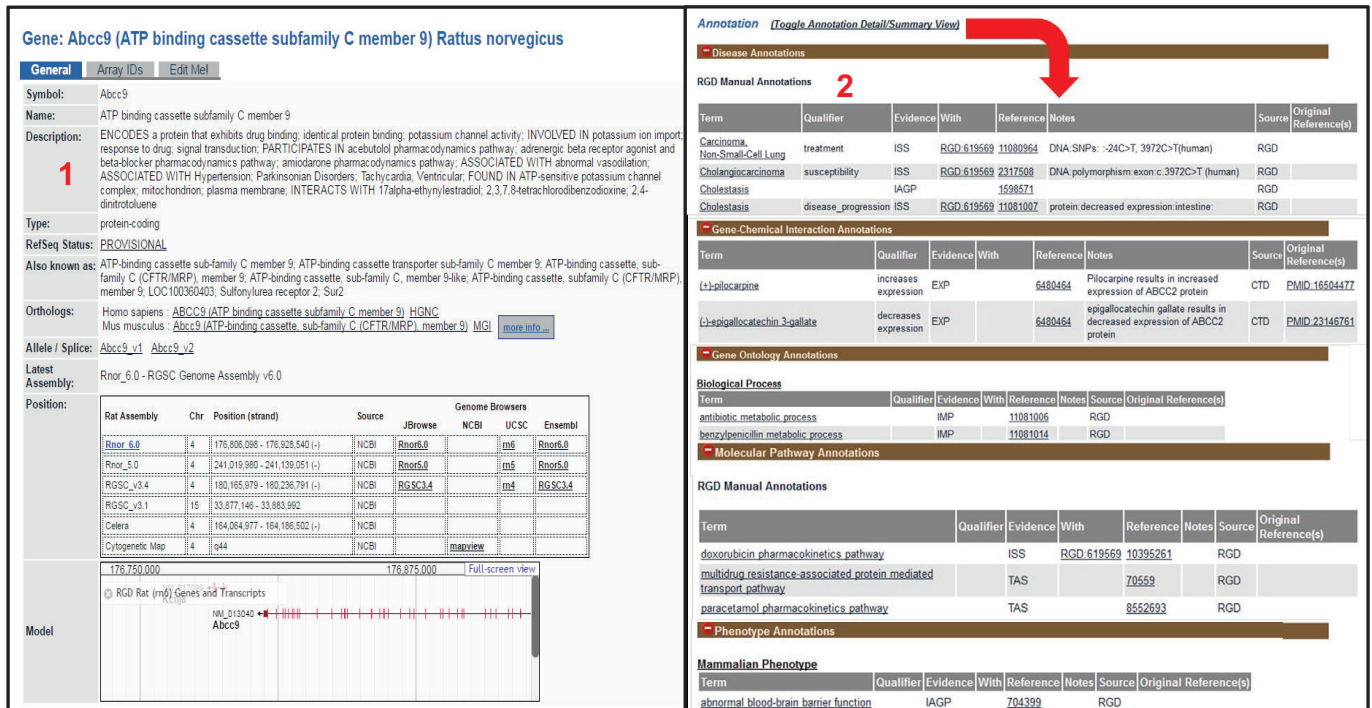 Gene: Abcc9 (ATP binding cassette subfamily C member 9) Rattus norvegicus
General Array IDs Edit Me!
Symbol: Abcc9
Name: ATP binding cassette subfamily C member 9
Description: ENCODES a protein that exhibits drug binding; identical protein binding; potassium channel activity; INVOLVED IN potassium ion import;
response to drug; signal transduction; PARTICIPATES IN acebutolol pharmacodynamics pathway; adrenergic beta receptor agonist and
beta-blocker pharmacodynamics pathway; amiodarone pharmacodynamics pathway; ASSOCIATED WITH abnormal vasodilation;
ASSOCIATED WITH Hypertension; Parkinsonian Disorders; Tachycardia, Ventricular; FOUND IN ATP-sensitive potassium channel
complex; mitochondrion; plasma membrane; INTERACTS WITH 17alpha-ethynylestradiol; 2,3,7,8-tetrachlorodibenzodioxine; 2,4-
dinitrotoluene
1
Type: protein-coding
RefSeq Status: PROVISIONAL
Also known as: ATP-binding cassette sub-family C member 9; ATP-binding cassette transporter sub-family C member 9; ATP-binding cassette, sub-
family C (CFTR/MRP), member 9; ATP-binding cassette, sub-family C, member 9-like; ATP-binding cassette, subfamily C (CFTR/MRP),
member 9; LOC100360403; Sulfonylurea receptor 2; Sur2
Orthologs: Homo sapiens : ABCC9 (ATP binding cassette subfamily C member 9) HGNC
Mus musculus : Abcc9 (ATP-binding cassette, sub-family C (CFTR/MRP), member 9) MGI more info ...
Allele / Splice: Abcc9_v1 Abcc9_v2
Latest
Assembly: Rnor_6.0 - RGSC Genome Assembly v6.0
Position:
Genome Browsers
Rat Assembly Chr Position (strand) Source JBrowse NCBI UCSC Ensembl
Rnor_6.0 4 176,806,098 - 176,928,540 (-) NCBI Rnor6.0 rn6 Rnor6.0
Rnor_5.0 4 241,019,980 - 241,139,051 (-) NCBI Rnor5.0 rn5 Rnor5.0
RGSC_v3.4 4 180,165,979 - 180,236,791 (-) NCBI RGSC3.4 rn4 RGSC3.4
RGSC_v3.1 15 33,877,146 - 33,883,992 NCBI
Celera 4 164,064,977 - 164,186,502 (-) NCBI
Cytogenetic Map 4 q44 NCBI mapview
Model
176,750,000 176,875,000 Full-screen view
RGD Rat (rn6) Genes and Transcripts
NM_013040
Abcc9
Annotation (Toggle Annotation Detail/Summary View)
Disease Annotations
RGD Manual Annotations
2
Term Qualifier Evidence With Reference Notes Source Original
Reference(s)
Carcinoma,
Non-Small-Cell Lung treatment ISS RGD:619569 11080964 DNA:SNPs: :-24C>T, 3972C>T(human) RGD
Cholangiocarcinoma susceptibility ISS RGD:619569 2317508 DNA:polymorphism:exon:c.3972C>T (human) RGD
Cholestasis IAGP 1598571 RGD
Cholestasis disease_progression ISS RGD:619569 11081007 protein:decreased expression:intestine: RGD
Gene-Chemical Interaction Annotations
Term Qualifier Evidence With Reference Notes Source Original
Reference(s)
(+)-pilocarpine increases
expression EXP 6480464 Pilocarpine results in increased
expression of ABCC2 protein CTD PMID:16504477
(-)-epigallocatechin 3-gallate decreases
expression EXP 6480464 epigallocatechin gallate results in
decreased expression of ABCC2
protein CTD PMID:23146761
Gene Ontology Annotations
Biological Process
Term Qualifier Evidence With Reference Notes Source Original Reference(s)
antibiotic metabolic process IMP 11081006 RGD
benzylpenicillin metabolic process IMP 11081014 RGD
Molecular Pathway Annotations
RGD Manual Annotations
Term Qualifier Evidence With Reference Notes Source Original
Reference(s)
doxorubicin pharmacokinetics pathway ISS RGD:619569 10395261 RGD
multidrug resistance-associated protein mediated
transport pathway TAS 70559 RGD
paracetamol pharmacokinetics pathway TAS 8552693 RGD
Phenotype Annotations
Mammalian Phenotype
Term Qualifier Evidence With Reference Notes Source Original Reference(s)
abnormal blood-brain barrier function IAGP 704399 RGD